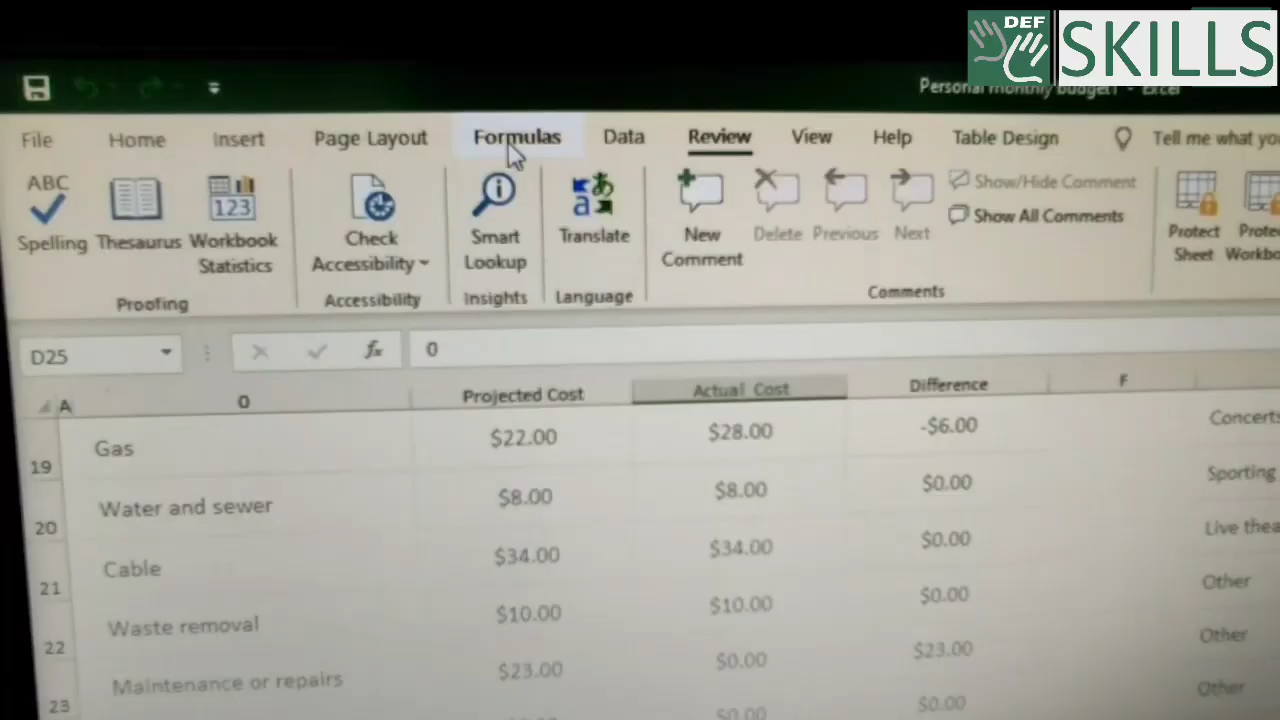 DEF
SKILLS
Personal monthly budget1 - Excel
File Home Insert Page Layout Formulas Data Review View Help Table Design Tell me what you
ABC
Spelling
Thesaurus
123
Workbook
Statistics
Proofing
Check
Accessibility
Accessibility
Smart
Lookup
Insights
あ
a
Translate
Language
New
Comment
Delete
Previous
Next
Show/Hide Comment
Show All Comments
Comments
Protect
Sheet
Protec
Workbo
D25
fx
0
A 0 Projected Cost Actual Cost Difference F
19 Gas $22.00 $28.00 -$6.00 Concerts
20 Water and sewer $8.00 $8.00 $0.00 Sporting
21 Cable $34.00 $34.00 $0.00 Live thea
22 Waste removal $10.00 $10.00 $0.00 Other
23 Maintenance or repairs $23.00 $0.00 $23.00 Other
$0.00 $0.00 Other